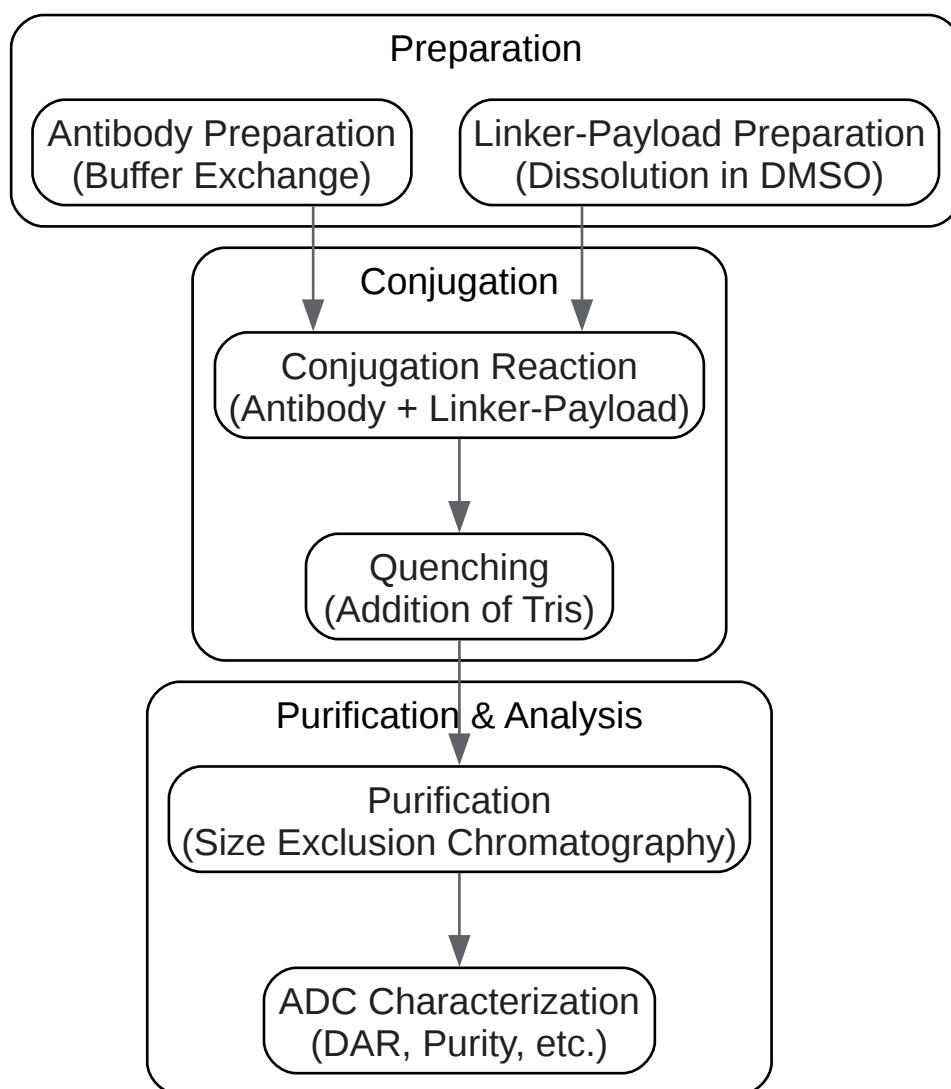 Preparation
Antibody Preparation
(Buffer Exchange)
Linker-Payload Preparation
(Dissolution in DMSO)
Conjugation
Conjugation Reaction
(Antibody + Linker-Payload)
Quenching
(Addition of Tris)
Purification & Analysis
Purification
(Size Exclusion Chromatography)
ADC Characterization
(DAR, Purity, etc.)